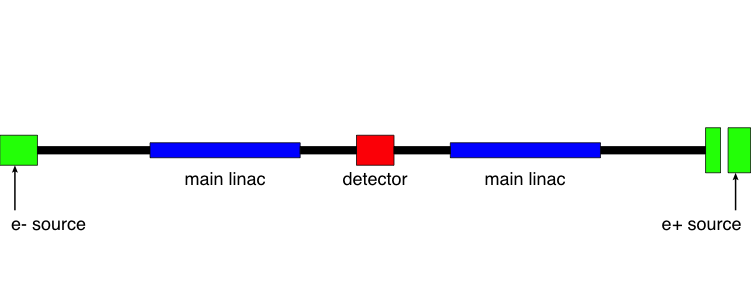 main linac
detector
main linac
e- source
e+ source